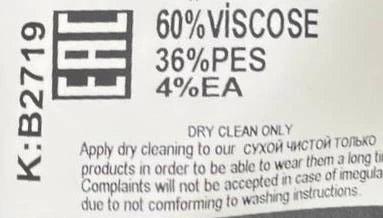 K:B2719
EAC
60%VİSCOSE
36%PES
4%EA
DRY CLEAN ONLY
Apply dry cleaning to our СУХОЙ ЧИСТОЙ ТОЛЬКО
products in order to be able to wear them a long
Complaints will not be accepted in case of
due to not comforming to washing instructions.